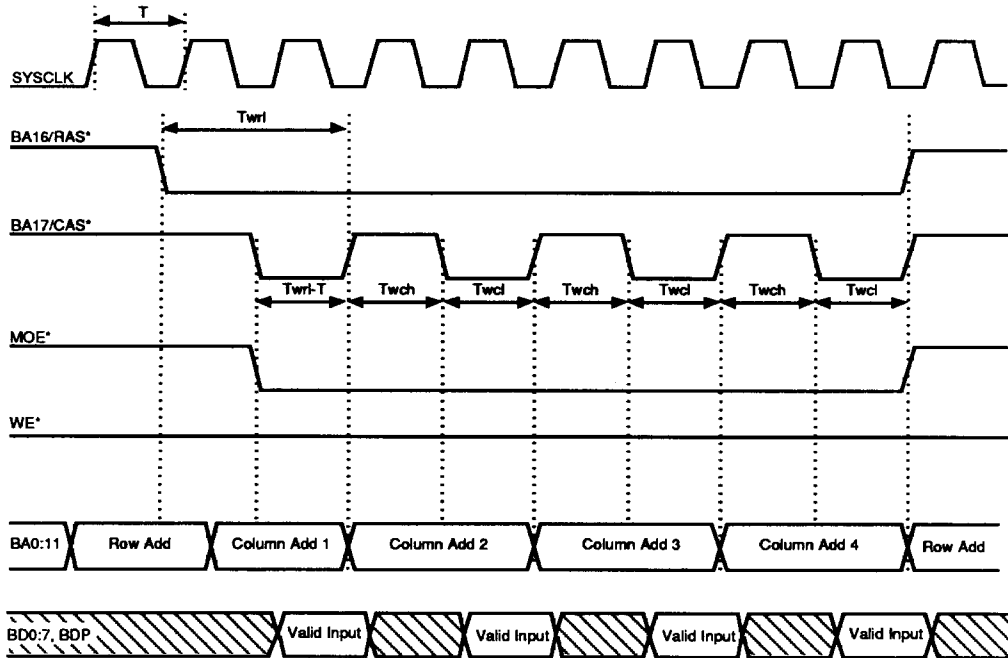 T
SYSCLK
Twrl
BA16/RAS*
BA17/CAS*
Twrl-T Twch Twcl Twch Twcl Twch Twcl
MOE*
WE*
BA0:11 Row Add Column Add 1 Column Add 2 Column Add 3 Column Add 4 Row Add
BD0:7, BDP Valid Input Valid Input Valid Input Valid Input